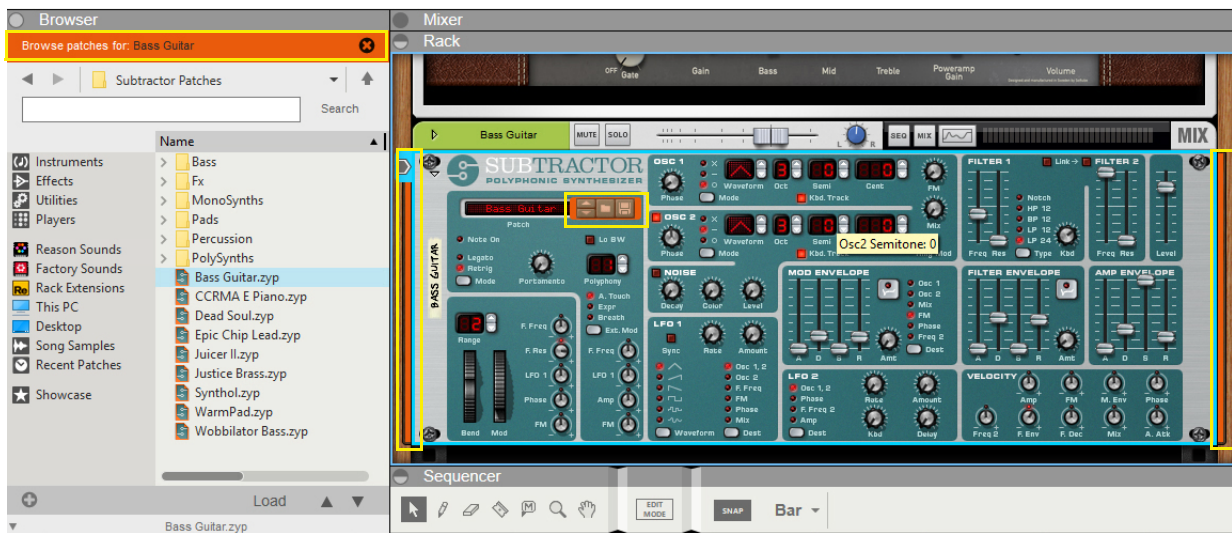 Browser
Browse patches for: Bass Guitar
Subtractor Patches
Search
Name
Instruments
Effects
Utilities
Players
Reason Sounds
Factory Sounds
Rack Extensions
This PC
Desktop
Song Samples
Recent Patches
Showcase
Bass
Fx
MonoSynths
Pads
Percussion
PolySynths
Bass Guitar.zyp
CCRMA E Piano.zyp
Dead Soul.zyp
Epic Chip Lead.zyp
Juicer II.zyp
Justice Brass.zyp
Synthol.zyp
WarmPad.zyp
Wobbilator Bass.zyp
Load
Bass Guitar.zyp
Mixer
Rack
OFF Gate Gain Bass Mid Treble Poweramp Gain Volume
Bass Guitar MUTE SOLO L R SEQ MIX MIX
SUBTRACTOR
POLYPHONIC SYNTHESIZER
Bass Guitar
Patch
BASS GUITAR
Note On
Legato
Retrig
Mode
Portamento
Lo BW
Polyphony
A. Touch
Expr
Breath
Ext. Mod
Range
Bend Mod
F. Freq
F. Res
LFO 1
Phase
FM
F. Freq
LFO 1
Amp
FM
OSC 1
Phase Mode
Waveform Oct Semi Cent
Kbd. Track
FM
OSC 2
Phase Mode
Waveform Oct Semi
Kbd. Track
Mix
Osc2 Semitone: 0
NOISE
Decay Color Level
LFO 1
Sync Rate Amount
Osc 1, 2
Osc 2
F. Freq
FM
Phase
Mix
Waveform Dest
MOD ENVELOPE
Osc 1
Osc 2
Mix
FM
Phase
Freq 2
A D S R Amt Dest
LFO 2
Osc 1, 2
Phase
F. Freq 2
Amp
Dest
Rate Amount
Kbd Delay
FILTER 1 Link FILTER 2
Notch
HP 12
BP 12
LP 12
LP 24
Freq Res Type Kbd Freq Res Level
FILTER ENVELOPE
A D S R Amt
AMP ENVELOPE
A D S R
VELOCITY
Amp FM M. Env Phase
Freq 2 F. Env F. Dec Mix A. Atk
Sequencer
EDIT
MODE
SNAP
Bar